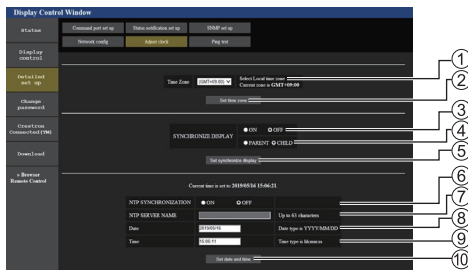 Display Control Window
Status
Display control
Detailed set up
Change password
Crestron Connected(TM)
Download
» Browser Remote Control
Command port set up
Status notification set up
SNMP set up
Network config
Adjust clock
Ping test
Time Zone
(GMT+09:00)
Select Local time zone
Current zone is GMT+09:00
Set time zone
SYNCHRONIZE DISPLAY
ON OFF
PARENT CHILD
Set synchronize display
Current time is set to 2019/05/16 15:06:21
NTP SYNCHRONIZATION ON OFF
NTP SERVER NAME Up to 63 characters
Date 2019/05/16 Date type is YYYY/MM/DD
Time 15:06:11 Time type is hh:mm:ss
Set date and time
1
2
3
4
5
6
7
8
9
10